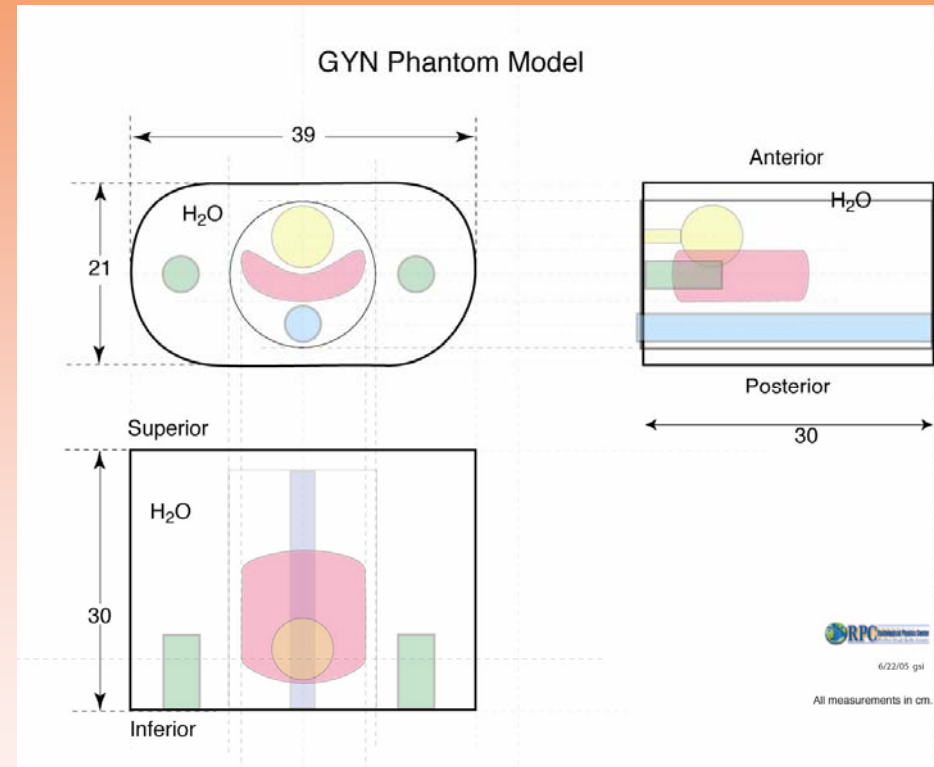 GYN Phantom Model
39
Anterior
H₂O
H₂O
21
Posterior
30
Superior
H₂O
30
RPC
6/22/05 gsi
All measurements in cm.
Inferior